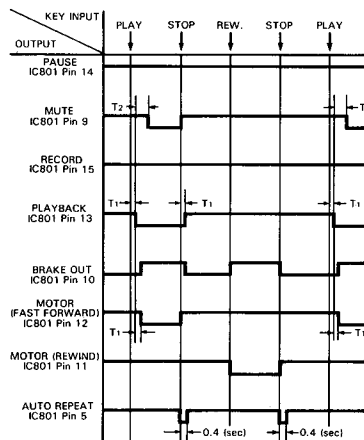 KEY INPUT
OUTPUT
PLAY STOP REW. STOP PLAY
PAUSE
IC801 Pin 14
MUTE
IC801 Pin 9
T2
T
RECORD
IC801 Pin 15
PLAYBACK
IC801 Pin 13
T1 T1 T
BRAKE OUT
IC801 Pin 10
MOTOR
(FAST FORWARD)
IC801 Pin 12
T1 T1
MOTOR (REWIND)
IC801 Pin 11
AUTO REPEAT
IC801 Pin 5
0.4 (sec) 0.4 (sec)